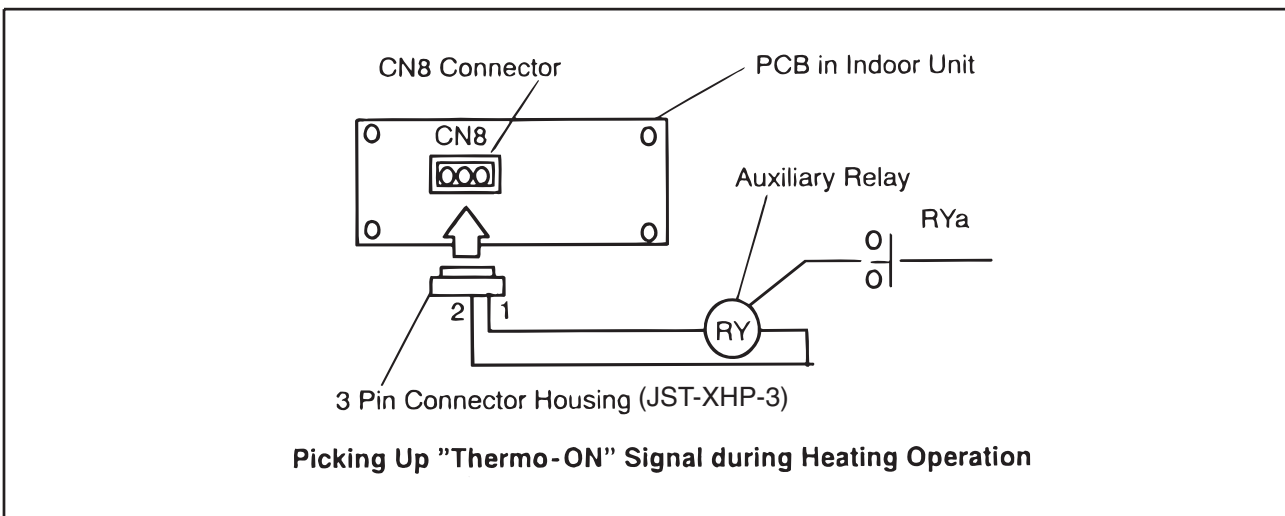 CN8 Connector
PCB in Indoor Unit
CN8
Auxiliary Relay
RYa
2 1
RY
3 Pin Connector Housing (JST-XHP-3)
Picking Up ”Thermo-ON” Signal during Heating Operation